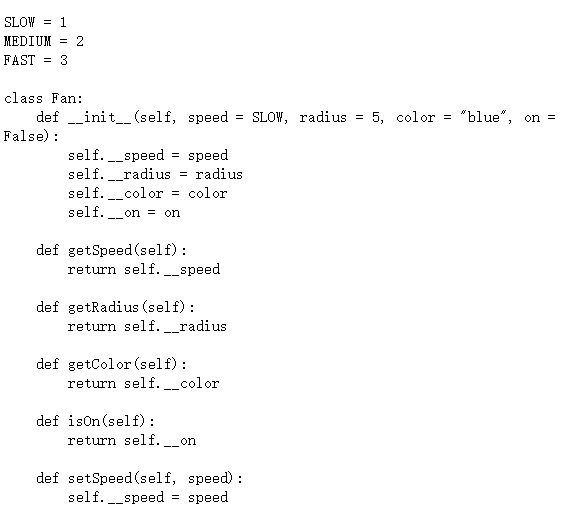 SLOW = 1
MEDIUM = 2
FAST = 3

class Fan:
    def __init__(self, speed = SLOW, radius = 5, color = "blue", on =
False):
        self.__speed = speed
        self.__radius = radius
        self.__color = color
        self.__on = on

    def getSpeed(self):
        return self.__speed

    def getRadius(self):
        return self.__radius

    def getColor(self):
        return self.__color

    def isOn(self):
        return self.__on

    def setSpeed(self, speed):
        self.__speed = speed